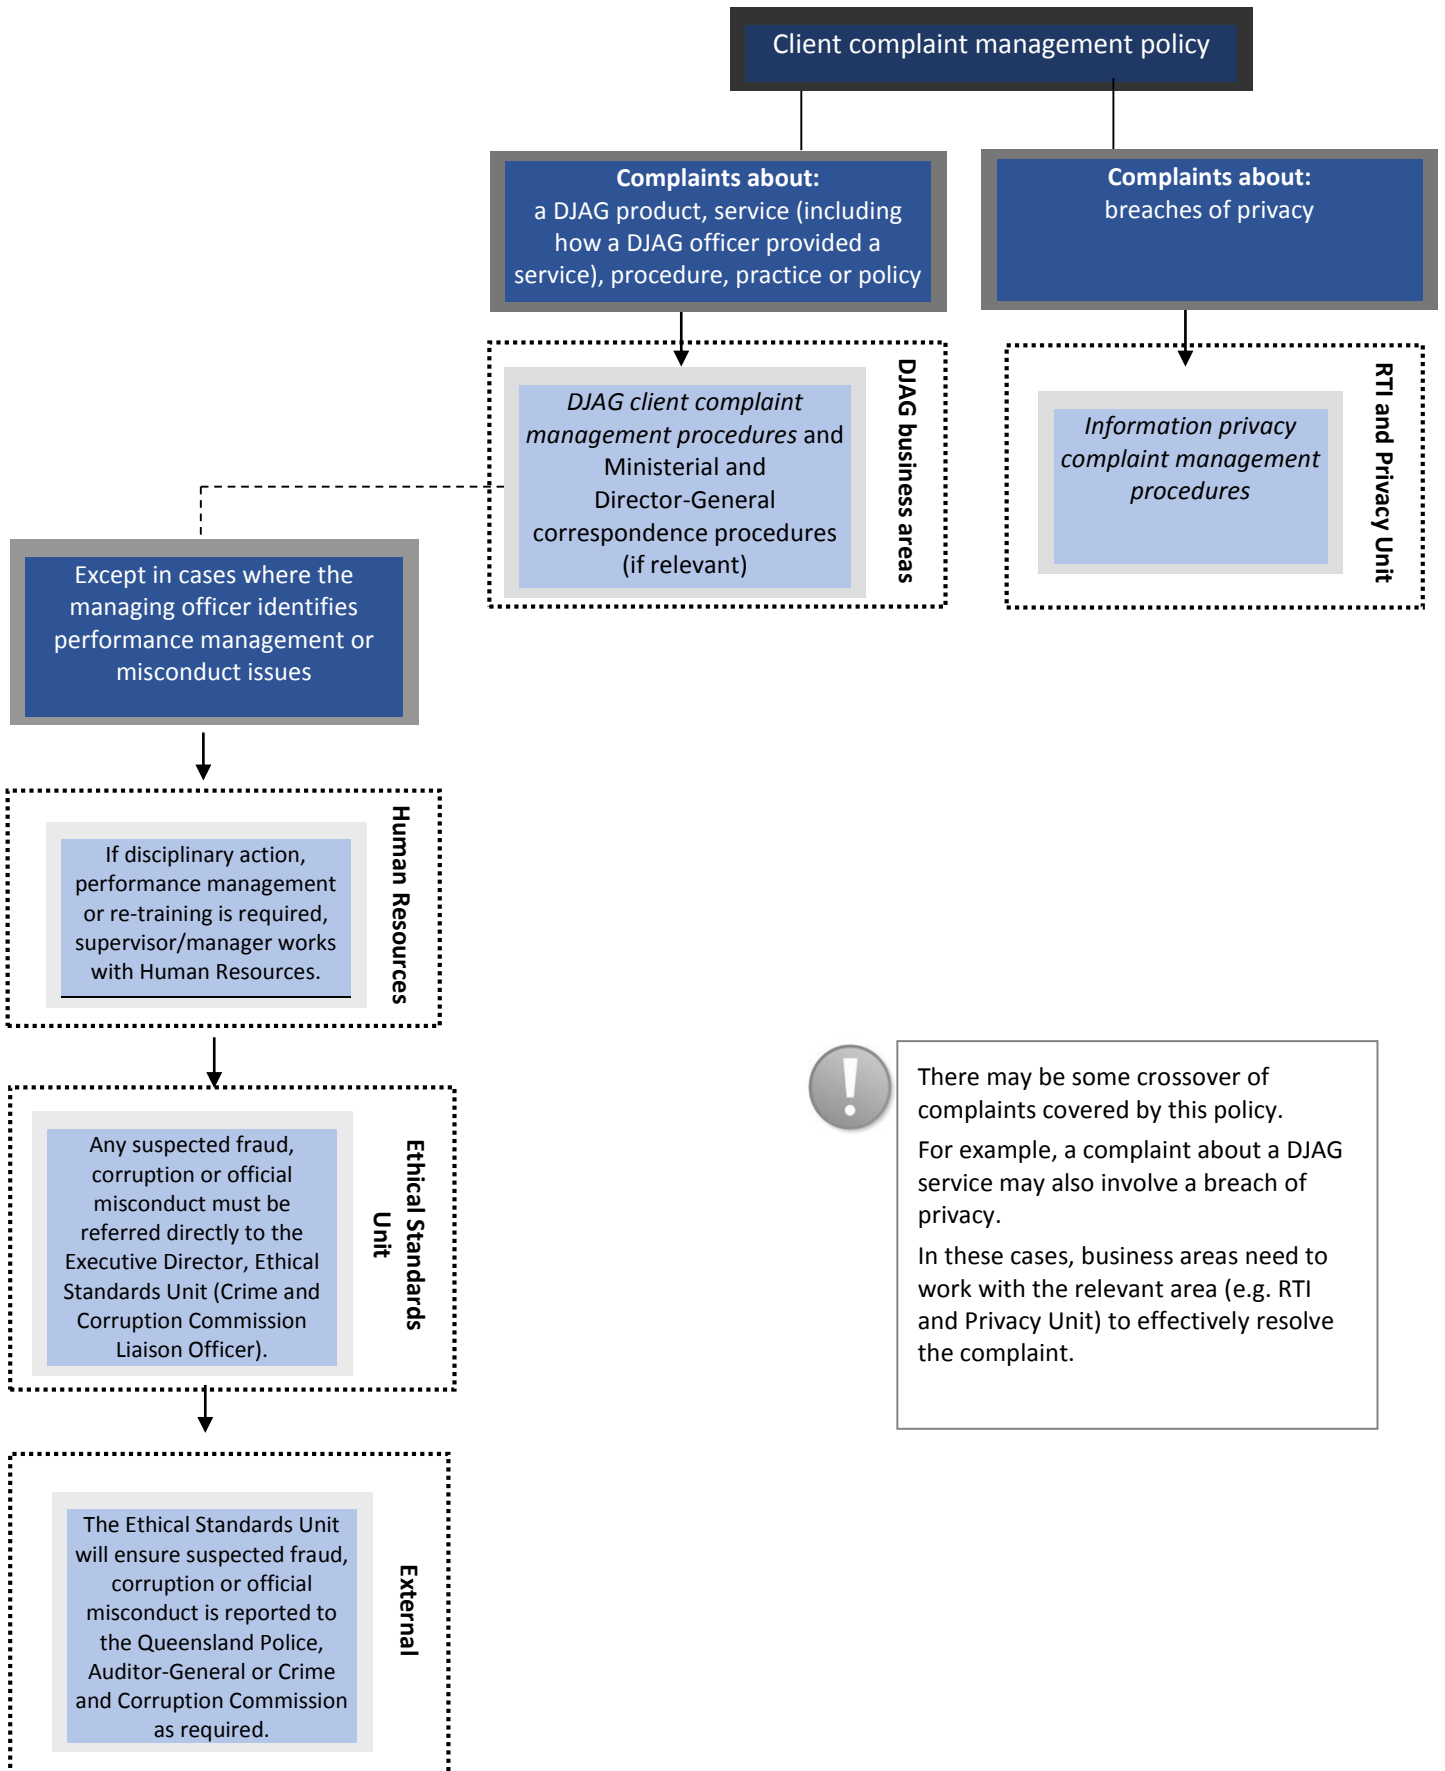 Client complaint management policy
Complaints about:
a DJAG product, service (including
how a DJAG officer provided a
service), procedure, practice or policy
Complaints about:
breaches of privacy
DJAG client complaint
management procedures and
Ministerial and
Director-General
correspondence procedures
(if relevant)
DJAG business areas
Information privacy
complaint management
procedures
RTI and Privacy Unit
Except in cases where the
managing officer identifies
performance management or
misconduct issues
If disciplinary action,
performance management
or re-training is required,
supervisor/manager works
with Human Resources.
Human Resources
Any suspected fraud,
corruption or official
misconduct must be
referred directly to the
Executive Director, Ethical
Standards Unit (Crime and
Corruption Commission
Liaison Officer).
Ethical Standards
Unit
The Ethical Standards Unit
will ensure suspected fraud,
corruption or official
misconduct is reported to
the Queensland Police,
Auditor-General or Crime
and Corruption Commission
as required.
External
!
There may be some crossover of
complaints covered by this policy.
For example, a complaint about a DJAG
service may also involve a breach of
privacy.
In these cases, business areas need to
work with the relevant area (e.g. RTI
and Privacy Unit) to effectively resolve
the complaint.